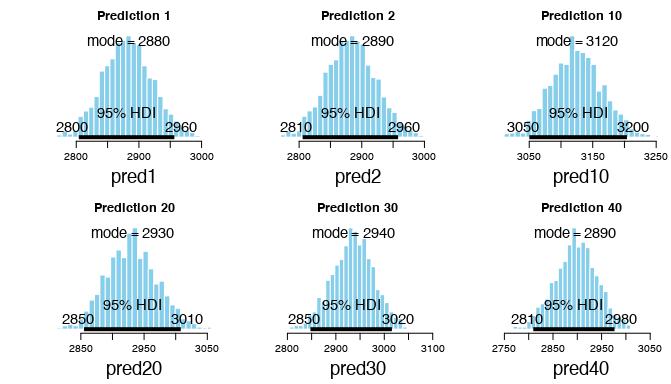 Prediction 1
mode = 2880
95% HDI
2800 2960
2800 2900 3000
pred1
Prediction 2
mode = 2890
95% HDI
2810 2960
2800 2900 3000
pred2
Prediction 10
mode = 3120
95% HDI
3050 3200
3050 3150 3250
pred10
Prediction 20
mode = 2930
95% HDI
2850 3010
2850 2950 3050
pred20
Prediction 30
mode = 2940
95% HDI
2850 3020
2800 2900 3000 3100
pred30
Prediction 40
mode = 2890
95% HDI
2810 2980
2750 2850 2950 3050
pred40